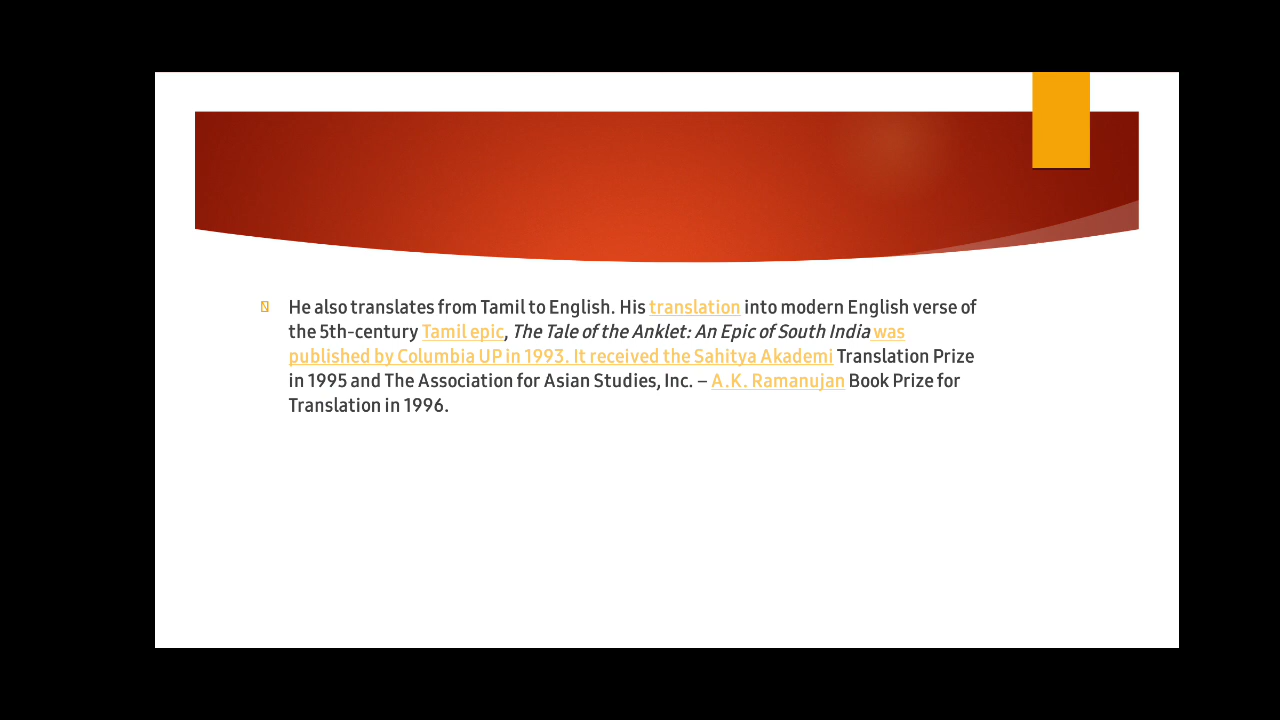 He also translates from Tamil to English. His translation into modern English verse of
the 5th-century Tamil epic, The Tale of the Anklet: An Epic of South India was
published by Columbia UP in 1993. It received the Sahitya Akademi Translation Prize
in 1995 and The Association for Asian Studies, Inc. – A.K. Ramanujan Book Prize for
Translation in 1996.